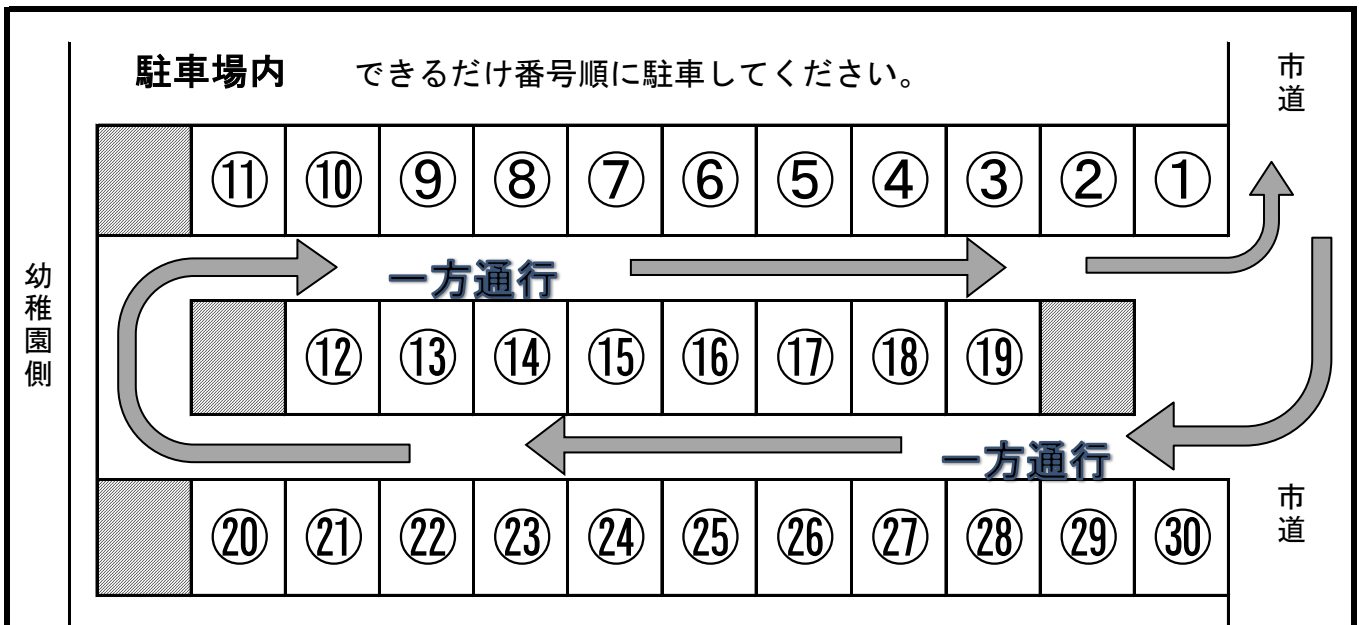 駐車場内 できるだけ番号順に駐車してください。
市道
⑪ ⑩ ⑨ ⑧ ⑦ ⑥ ⑤ ④ ③ ② ①
幼稚園側
一方通行
⑫ ⑬ ⑭ ⑮ ⑯ ⑰ ⑱ ⑲
一方通行
市道
⑳ ㉑ ㉒ ㉓ ㉔ ㉕ ㉖ ㉗ ㉘ ㉙ ㉚